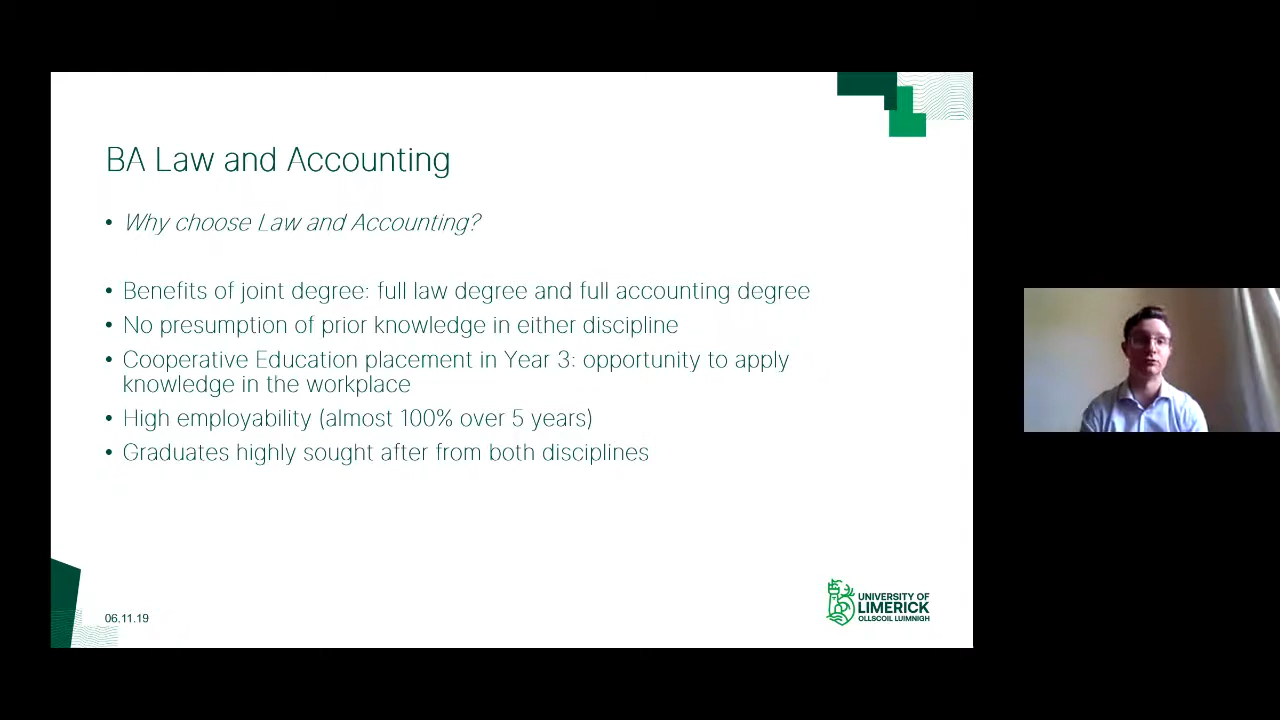 BA Law and Accounting
• Why choose Law and Accounting?
• Benefits of joint degree: full law degree and full accounting degree
• No presumption of prior knowledge in either discipline
• Cooperative Education placement in Year 3: opportunity to apply
knowledge in the workplace
• High employability (almost 100% over 5 years)
• Graduates highly sought after from both disciplines
06.11.19
UNIVERSITY OF
LIMERICK
OLLSCOIL LUIMNIGH